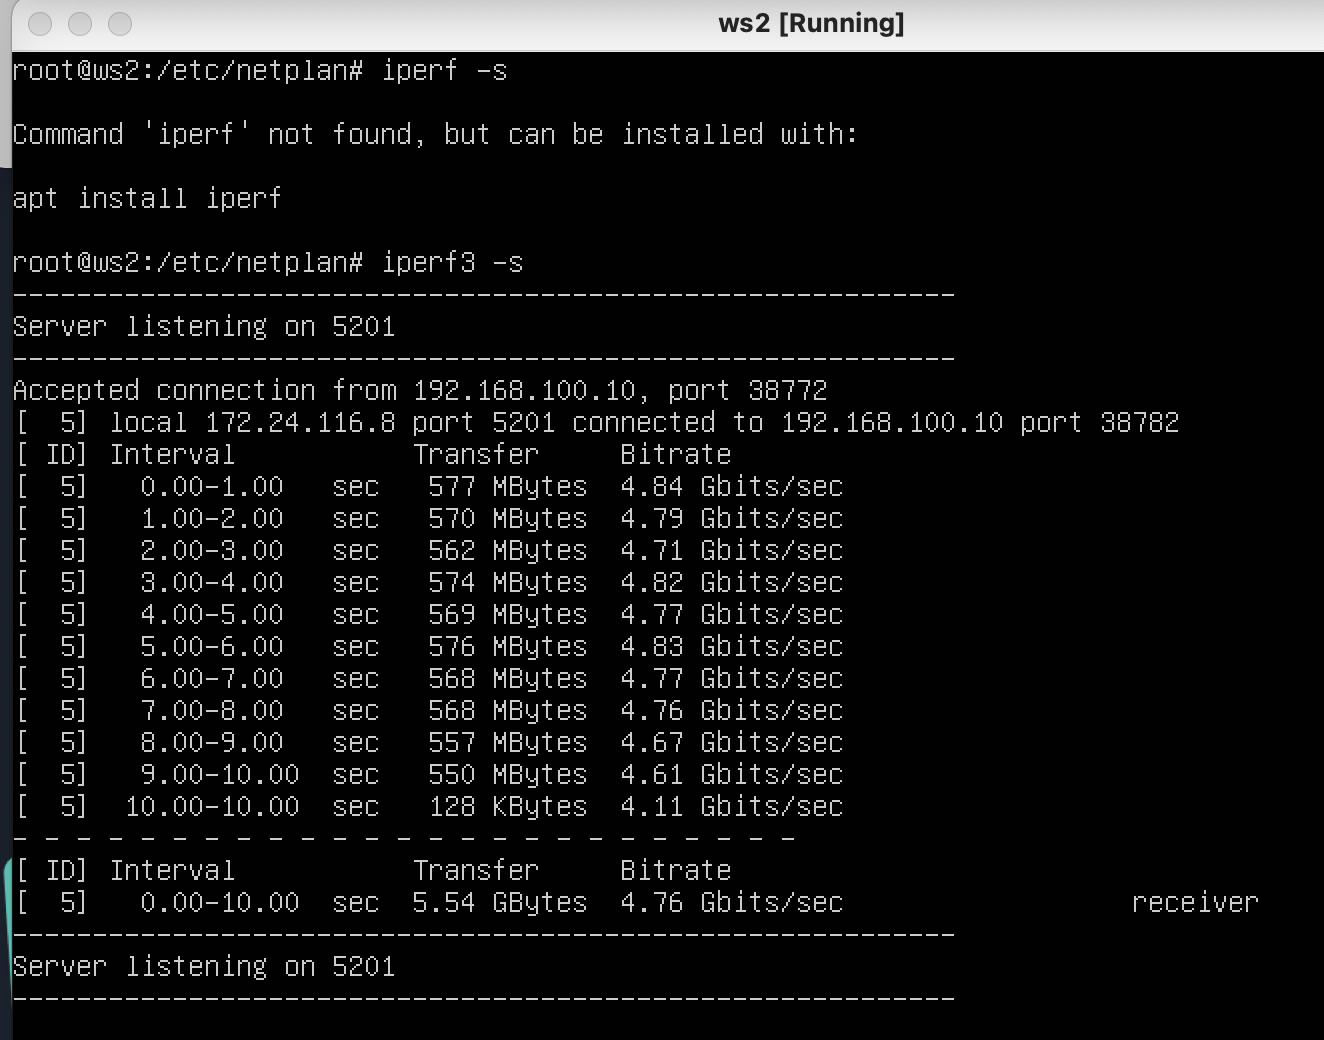 ws2 [Running]
root@ws2:/etc/netplan# iperf -s
Command 'iperf' not found, but can be installed with:
apt install iperf
root@ws2:/etc/netplan# iperf3 -s
-----------------------------------------------------------
Server listening on 5201
-----------------------------------------------------------
Accepted connection from 192.168.100.10, port 38772
[  5] local 172.24.116.8 port 5201 connected to 192.168.100.10 port 38782
[ ID] Interval           Transfer     Bitrate
[  5]   0.00-1.00   sec   577 MBytes  4.84 Gbits/sec
[  5]   1.00-2.00   sec   570 MBytes  4.79 Gbits/sec
[  5]   2.00-3.00   sec   562 MBytes  4.71 Gbits/sec
[  5]   3.00-4.00   sec   574 MBytes  4.82 Gbits/sec
[  5]   4.00-5.00   sec   569 MBytes  4.77 Gbits/sec
[  5]   5.00-6.00   sec   576 MBytes  4.83 Gbits/sec
[  5]   6.00-7.00   sec   568 MBytes  4.77 Gbits/sec
[  5]   7.00-8.00   sec   568 MBytes  4.76 Gbits/sec
[  5]   8.00-9.00   sec   557 MBytes  4.67 Gbits/sec
[  5]   9.00-10.00  sec   550 MBytes  4.61 Gbits/sec
[  5]  10.00-10.00  sec   128 KBytes  4.11 Gbits/sec
- - - - - - - - - - - - - - - - - - - - - - - - -
[ ID] Interval           Transfer     Bitrate
[  5]   0.00-10.00  sec  5.54 GBytes  4.76 Gbits/sec                  receiver
-----------------------------------------------------------
Server listening on 5201
-----------------------------------------------------------